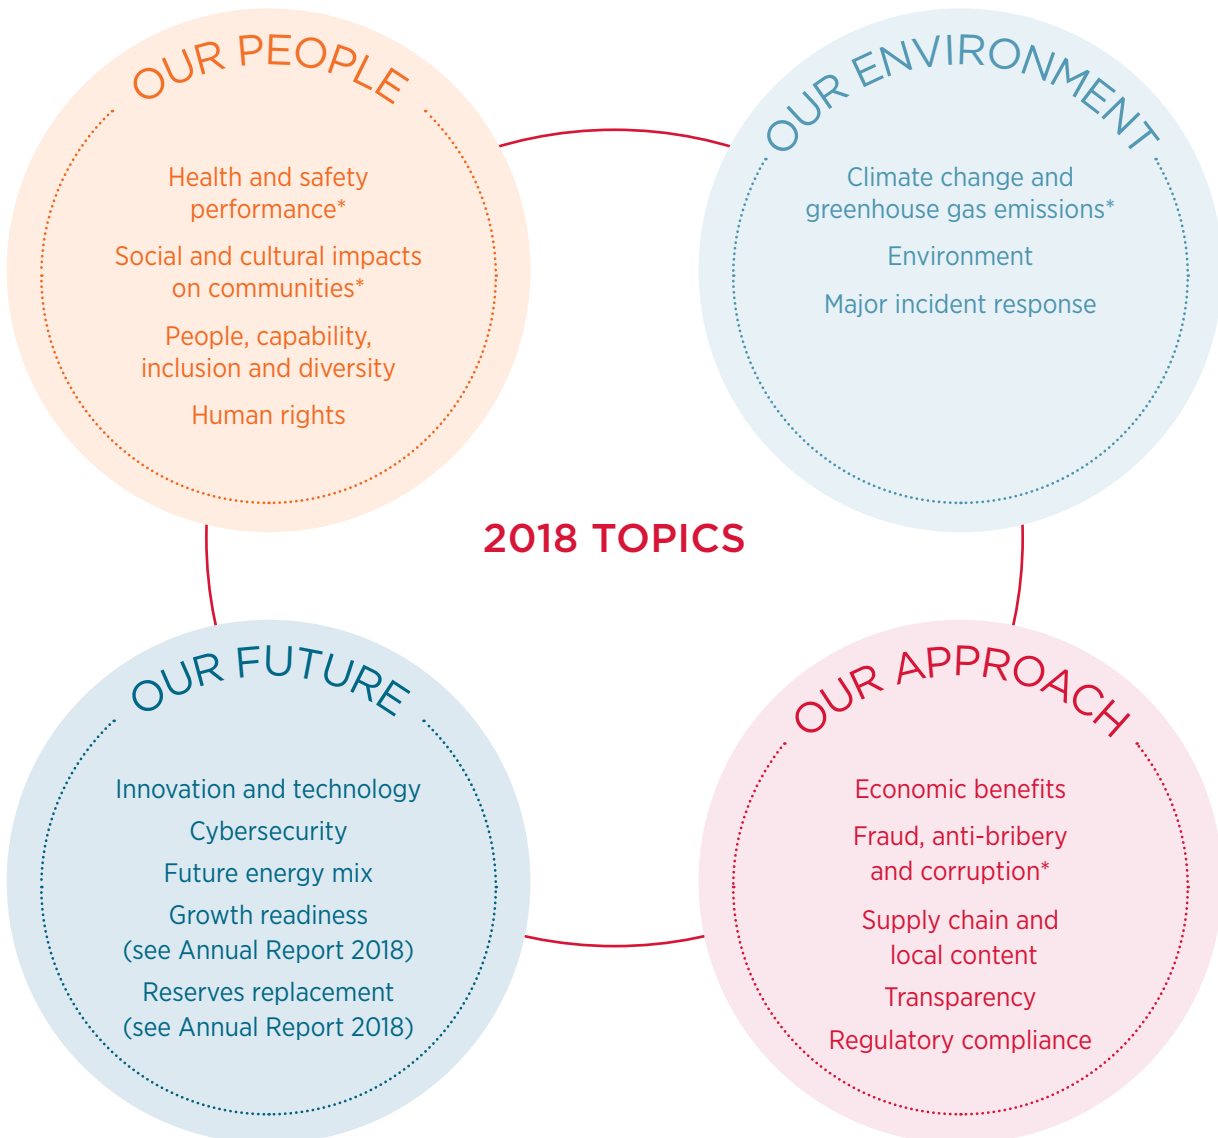 OUR PEOPLE
Health and safety
performance*
Social and cultural impacts
on communities*
People, capability,
inclusion and diversity
Human rights
OUR ENVIRONMENT
Climate change and
greenhouse gas emissions*
Environment
Major incident response
2018 TOPICS
OUR FUTURE
Innovation and technology
Cybersecurity
Future energy mix
Growth readiness
(see Annual Report 2018)
Reserves replacement
(see Annual Report 2018)
OUR APPROACH
Economic benefits
Fraud, anti-bribery
and corruption*
Supply chain and
local content
Transparency
Regulatory compliance